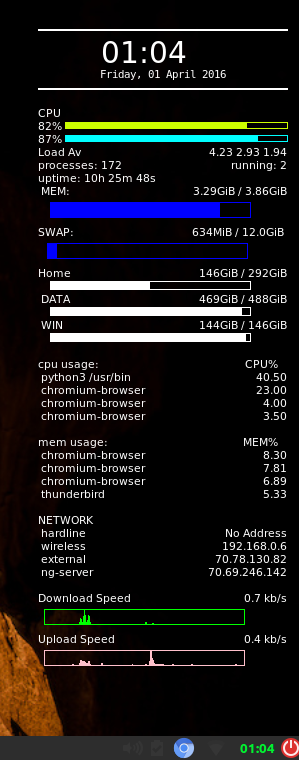 01:04
Friday, 01 April 2016
CPU
82%
87%
Load Av 4.23 2.93 1.94
processes: 172 running: 2
uptime: 10h 25m 48s
MEM: 3.29GiB / 3.86GiB
SWAP: 634MiB / 12.0GiB
Home 146GiB / 292GiB
DATA 469GiB / 488GiB
WIN 144GiB / 146GiB
cpu usage: CPU%
python3 /usr/bin 40.50
chromium-browser 23.00
chromium-browser 4.00
chromium-browser 3.50
mem usage: MEM%
chromium-browser 8.30
chromium-browser 7.81
chromium-browser 6.89
thunderbird 5.33
NETWORK
hardline No Address
wireless 192.168.0.6
external 70.78.130.82
ng-server 70.69.246.142
Download Speed 0.7 kb/s
Upload Speed 0.4 kb/s
01:04